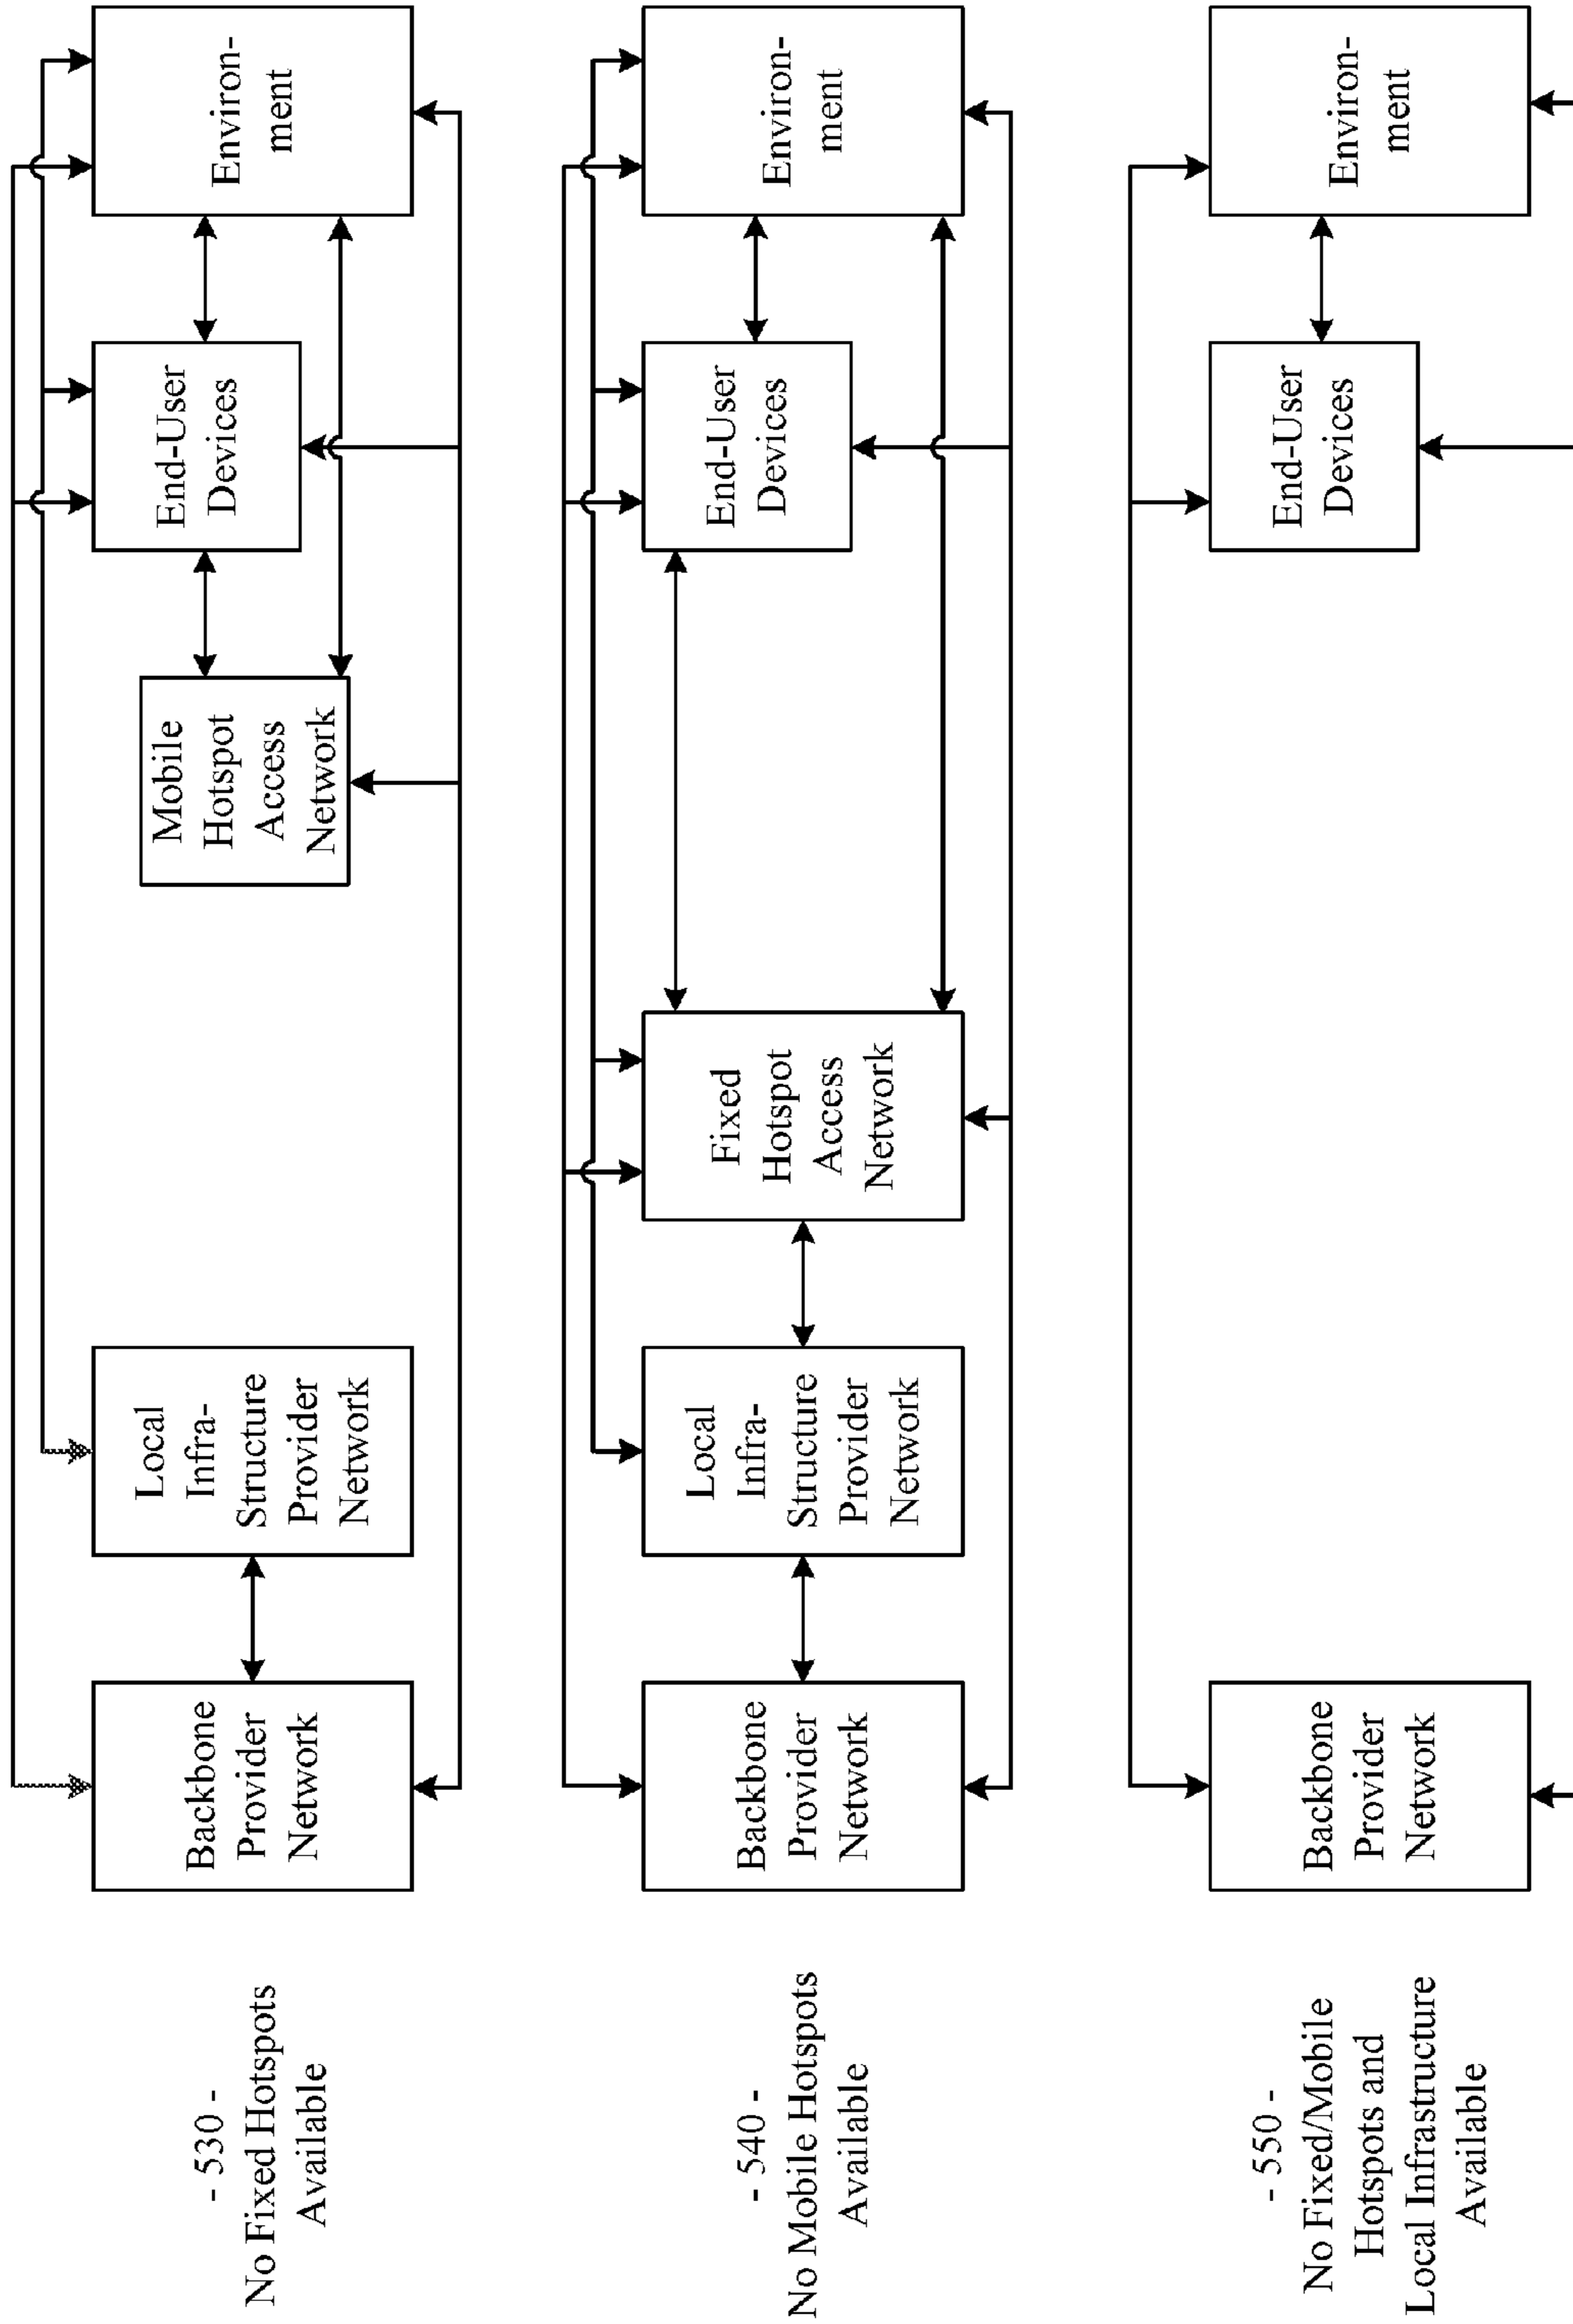 - 530 -
No Fixed Hotspots
Available
Backbone
Provider
Network
Local
Infra-
Structure
Provider
Network
Mobile
Hotspot
Access
Network
End-User
Devices
Environ-
ment
- 540 -
No Mobile Hotspots
Available
Backbone
Provider
Network
Local
Infra-
Structure
Provider
Network
Fixed
Hotspot
Access
Network
End-User
Devices
Environ-
ment
- 550 -
No Fixed/Mobile
Hotspots and
Local Infrastructure
Available
Backbone
Provider
Network
End-User
Devices
Environ-
ment